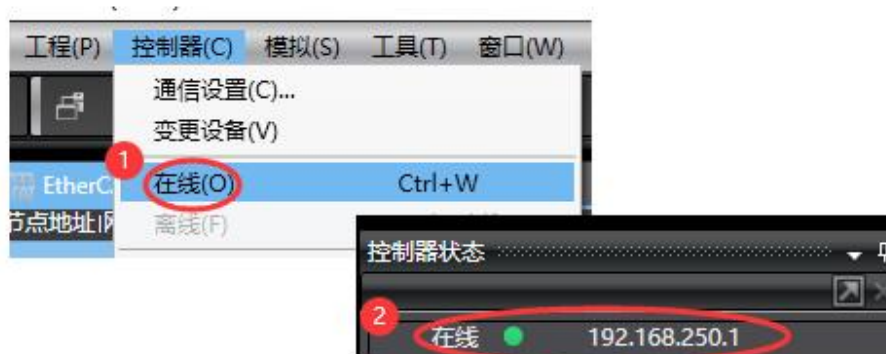 工程(P) 控制器(C) 模拟(S) 工具(T) 窗口(W)
通信设置(C)...
变更设备(V)
1
EtherC
在线(O) Ctrl+W
节点地址|网
离线(F)
控制器状态
2
在线 192.168.250.1